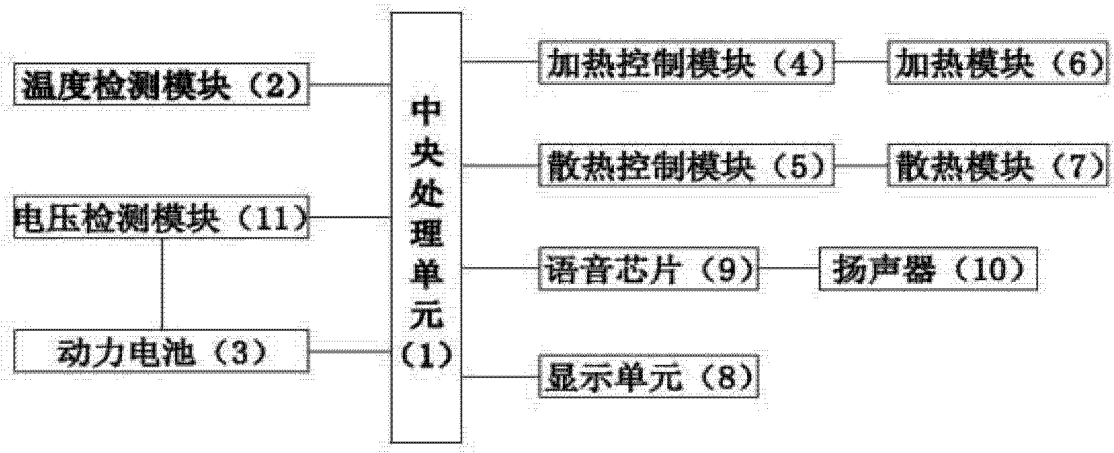 温度检测模块（2）
电压检测模块（11）
动力电池（3）
中央处理单元（1）
加热控制模块（4）
加热模块（6）
散热控制模块（5）
散热模块（7）
语音芯片（9）
扬声器（10）
显示单元（8）